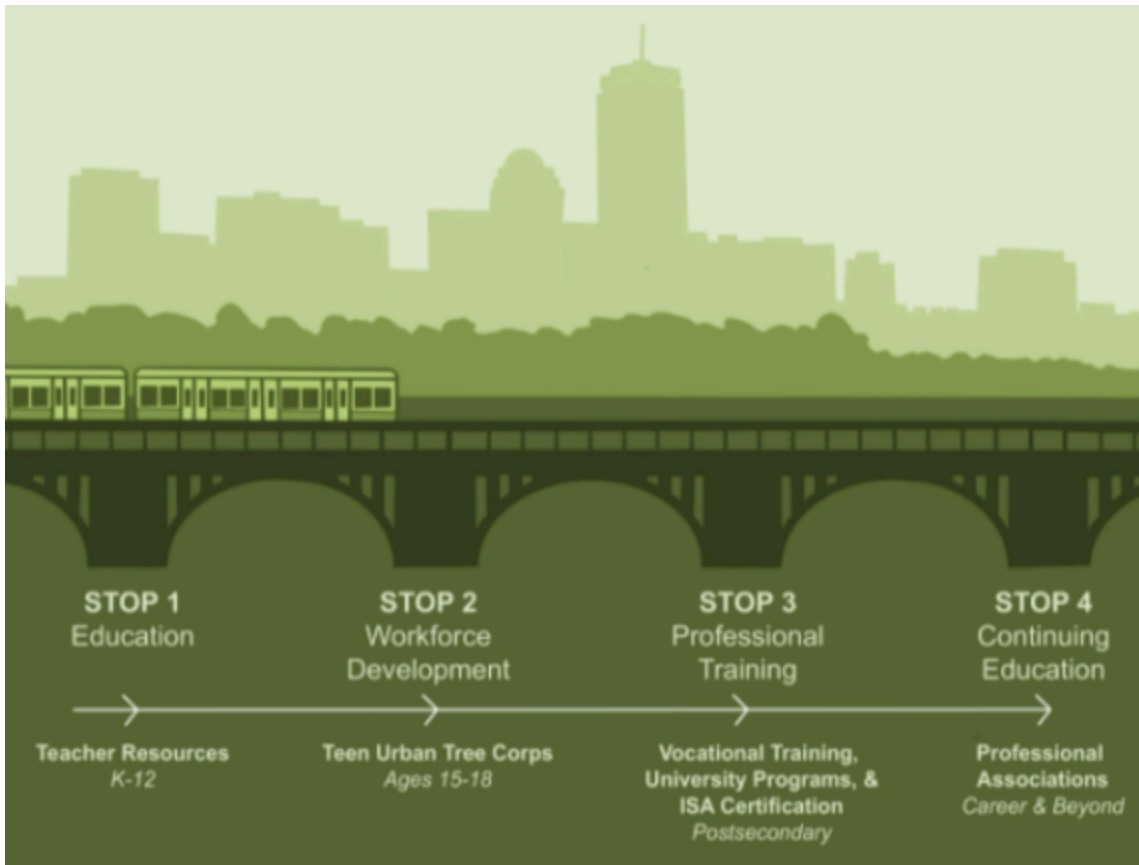 STOP 1
Education
Teacher Resources
K-12
STOP 2
Workforce
Development
Teen Urban Tree Corps
Ages 15-18
STOP 3
Professional
Training
Vocational Training,
University Programs, &
ISA Certification
Postsecondary
STOP 4
Continuing
Education
Professional
Associations
Career & Beyond